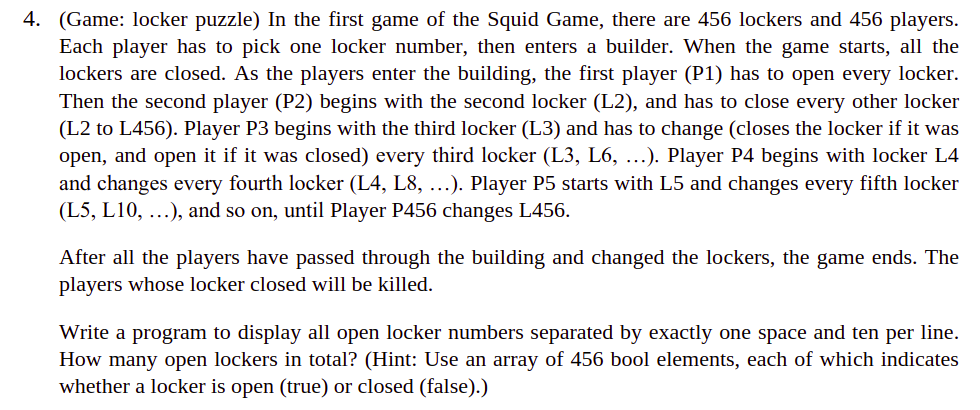 4. (Game: locker puzzle) In the first game of the Squid Game, there are 456 lockers and 456 players.
Each player has to pick one locker number, then enters a builder. When the game starts, all the
lockers are closed. As the players enter the building, the first player (P1) has to open every locker.
Then the second player (P2) begins with the second locker (L2), and has to close every other locker
(L2 to L456). Player P3 begins with the third locker (L3) and has to change (closes the locker if it was
open, and open it if it was closed) every third locker (L3, L6, …). Player P4 begins with locker L4
and changes every fourth locker (L4, L8, …). Player P5 starts with L5 and changes every fifth locker
(L5, L10, …), and so on, until Player P456 changes L456.
After all the players have passed through the building and changed the lockers, the game ends. The
players whose locker closed will be killed.
Write a program to display all open locker numbers separated by exactly one space and ten per line.
How many open lockers in total? (Hint: Use an array of 456 bool elements, each of which indicates
whether a locker is open (true) or closed (false).)